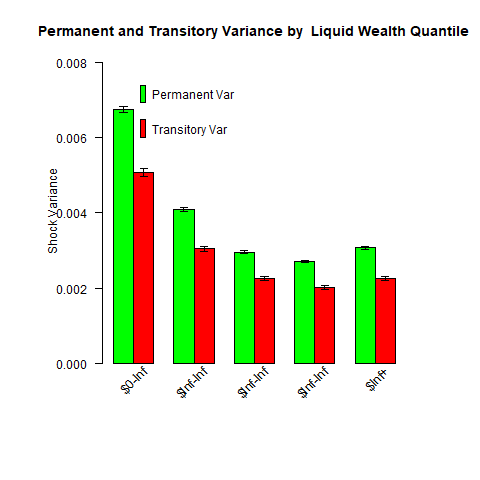 Permanent and Transitory Variance by Liquid Wealth Quantile
0.008
0.006
0.004
0.002
0.000
Shock Variance
Permanent Var
Transitory Var
$0-Inf
$Inf-Inf
$Inf-Inf
$Inf-Inf
$Inf+